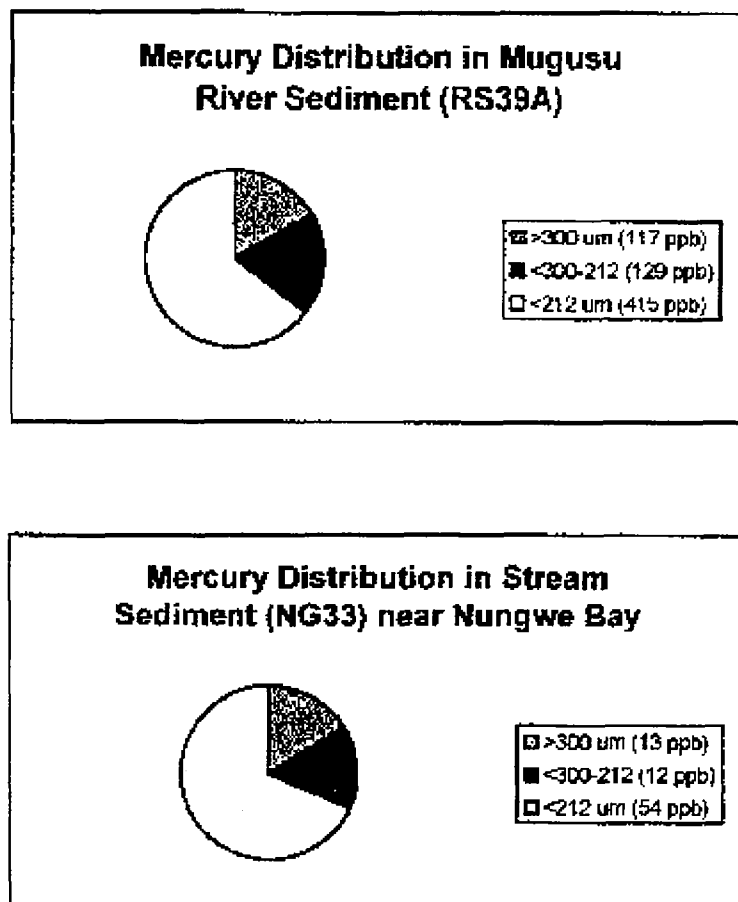 Mercury Distribution in Mugusu
River Sediment (RS39A)
>300 um (117 ppb)
<300-212 (129 ppb)
<212 um (415 ppb)
Mercury Distribution in Stream
Sediment (NG33) near Nungwe Bay
>300 um (13 ppb)
<300-212 (12 ppb)
<212 um (54 ppb)